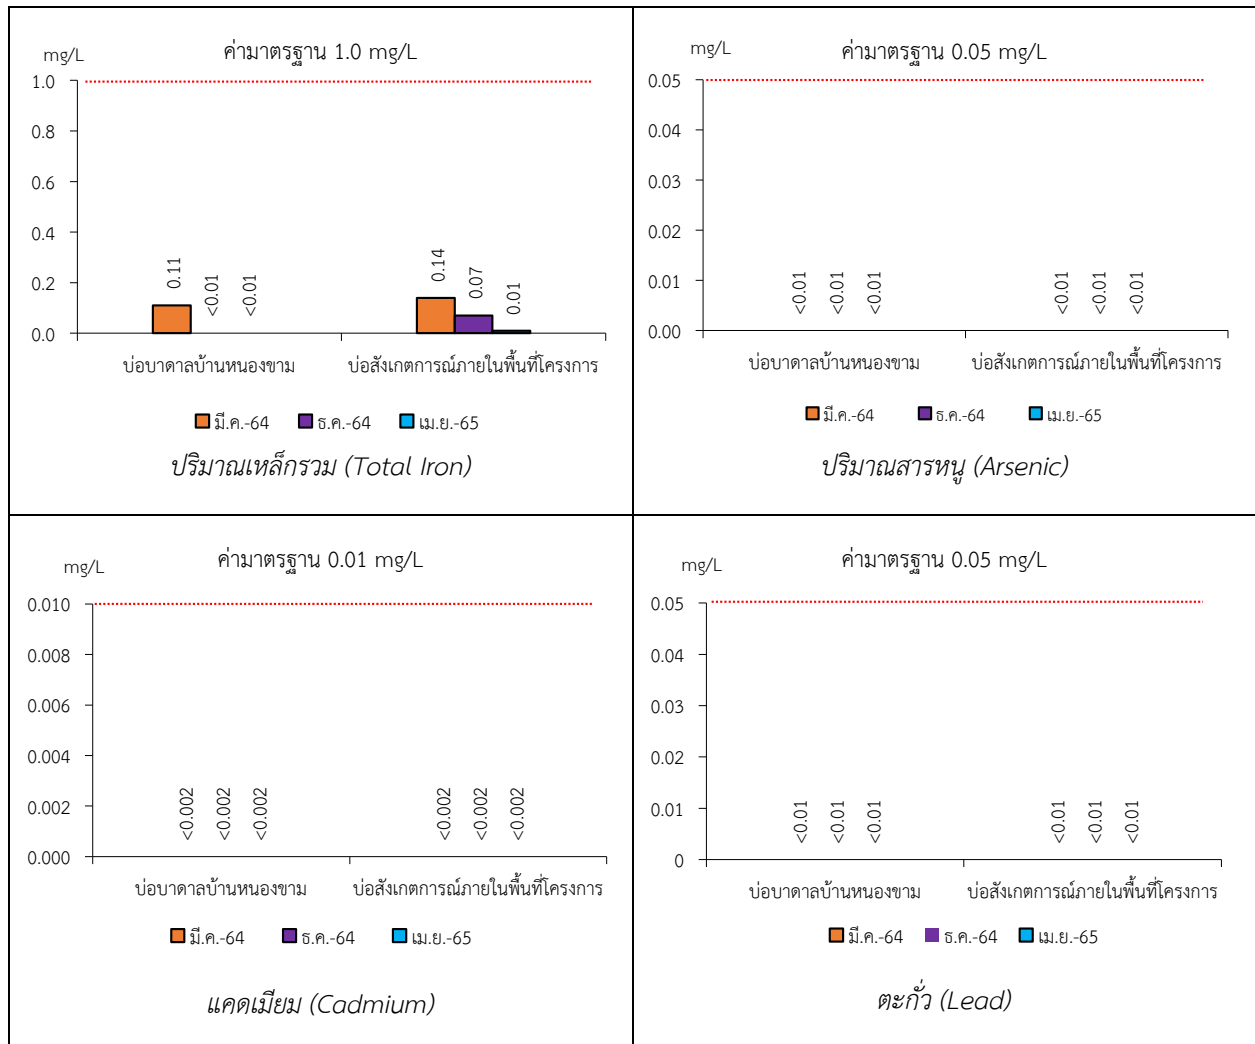 mg/L
ค่ามาตรฐาน 1.0 mg/L
1.0
0.8
0.6
0.4
0.2
0.0
0.11
<0.01
<0.01
0.14
0.07
0.01
บ่อบาดาลบ้านหนองขาม
บ่อสังเกตการณ์ภายในพื้นที่โครงการ
มี.ค.-64 ธ.ค.-64 เม.ย.-65
ปริมาณเหล็กรวม (Total Iron)
mg/L
ค่ามาตรฐาน 0.05 mg/L
0.05
0.04
0.03
0.02
0.01
0.00
<0.01
<0.01
<0.01
<0.01
<0.01
<0.01
บ่อบาดาลบ้านหนองขาม
บ่อสังเกตการณ์ภายในพื้นที่โครงการ
มี.ค.-64 ธ.ค.-64 เม.ย.-65
ปริมาณสารหนู (Arsenic)
mg/L
ค่ามาตรฐาน 0.01 mg/L
0.010
0.008
0.006
0.004
0.002
0.000
<0.002
<0.002
<0.002
<0.002
<0.002
<0.002
บ่อบาดาลบ้านหนองขาม
บ่อสังเกตการณ์ภายในพื้นที่โครงการ
มี.ค.-64 ธ.ค.-64 เม.ย.-65
แคดเมียม (Cadmium)
mg/L
ค่ามาตรฐาน 0.05 mg/L
0.05
0.04
0.03
0.02
0.01
0
<0.01
<0.01
<0.01
<0.01
<0.01
<0.01
บ่อบาดาลบ้านหนองขาม
บ่อสังเกตการณ์ภายในพื้นที่โครงการ
มี.ค.-64 ธ.ค.-64 เม.ย.-65
ตะกั่ว (Lead)